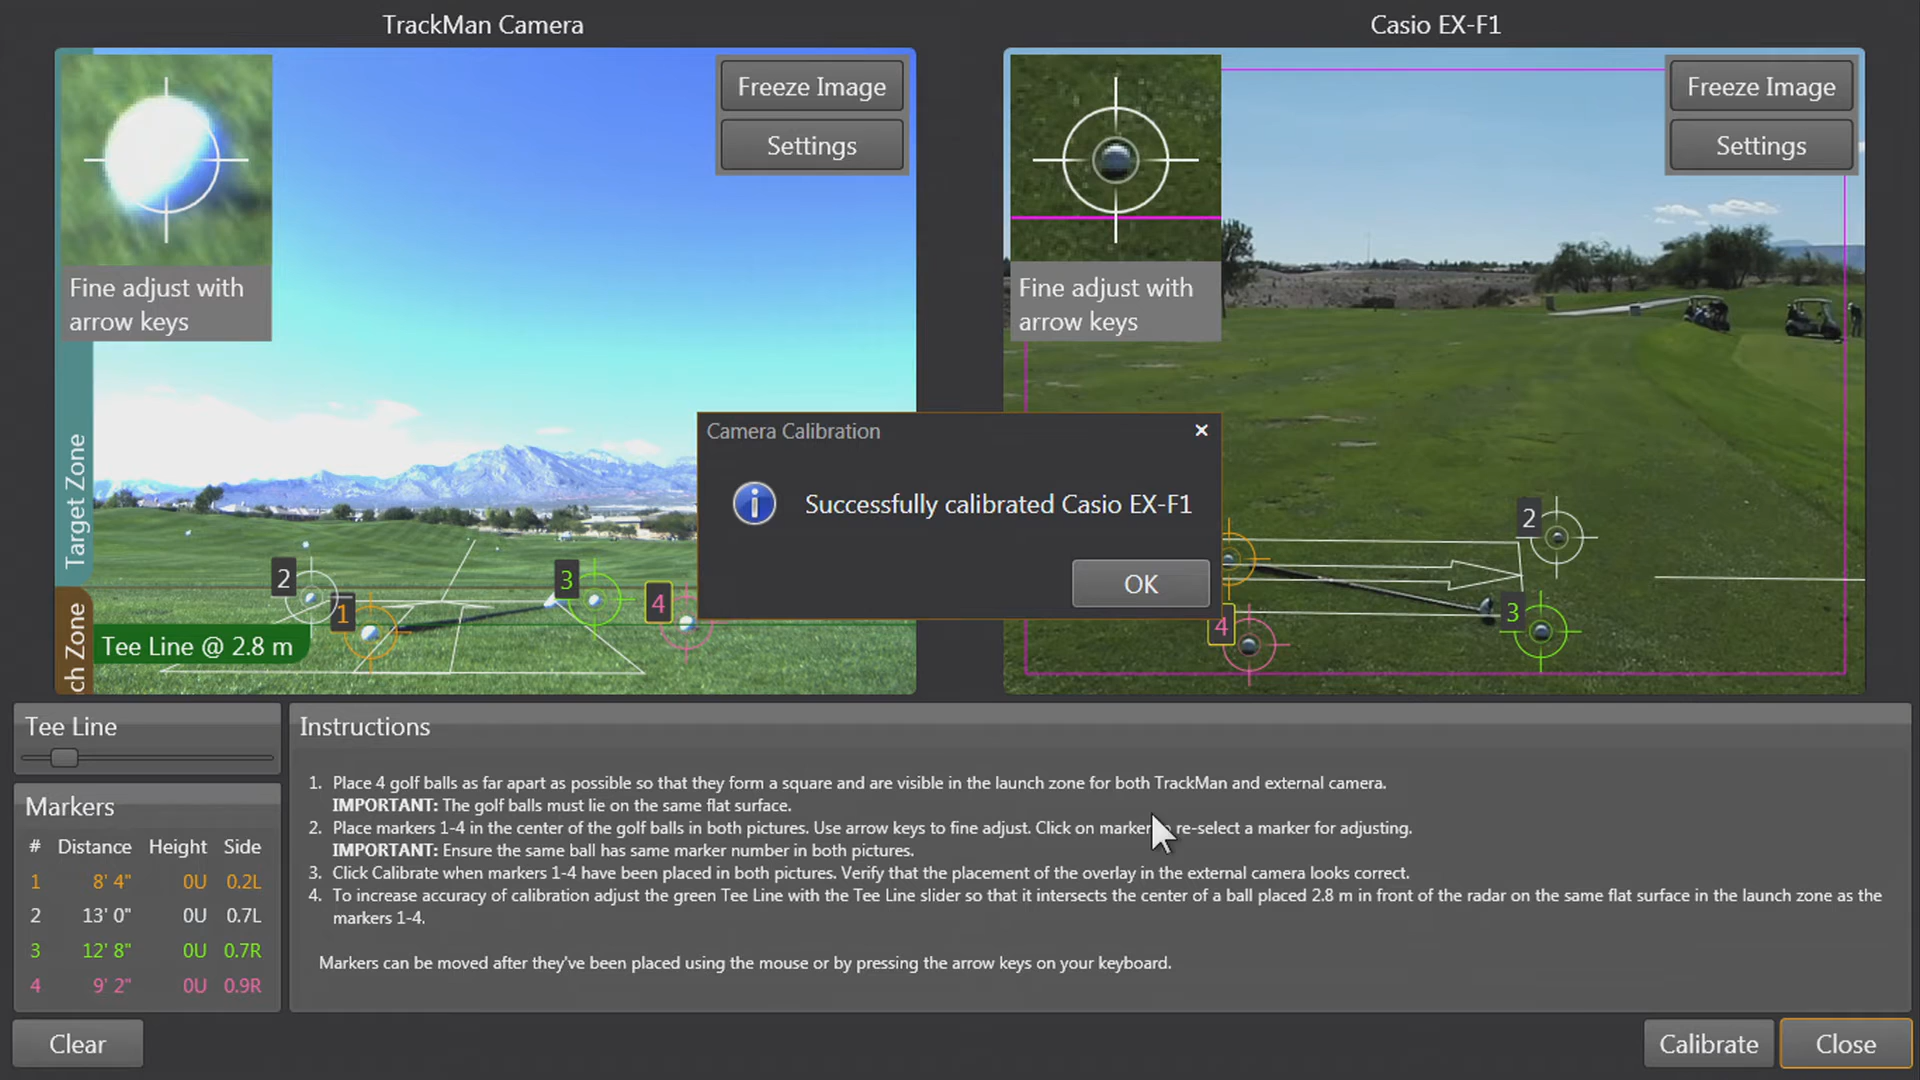 TrackMan Camera
Casio EX-F1
Freeze Image
Settings
Fine adjust with
arrow keys
Target Zone
ch Zone
Tee Line @ 2.8 m
2
1
3
4
Freeze Image
Settings
Fine adjust with
arrow keys
2
3
4
Camera Calibration
Successfully calibrated Casio EX-F1
OK
Tee Line
Markers
# Distance Height Side
1 8' 4" 0U 0.2L
2 13' 0" 0U 0.7L
3 12' 8" 0U 0.7R
4 9' 2" 0U 0.9R
Instructions
1. Place 4 golf balls as far apart as possible so that they form a square and are visible in the launch zone for both TrackMan and external camera.
IMPORTANT: The golf balls must lie on the same flat surface.
2. Place markers 1-4 in the center of the golf balls in both pictures. Use arrow keys to fine adjust. Click on marker re-select a marker for adjusting.
IMPORTANT: Ensure the same ball has same marker number in both pictures.
3. Click Calibrate when markers 1-4 have been placed in both pictures. Verify that the placement of the overlay in the external camera looks correct.
4. To increase accuracy of calibration adjust the green Tee Line with the Tee Line slider so that it intersects the center of a ball placed 2.8 m in front of the radar on the same flat surface in the launch zone as the
markers 1-4.
Markers can be moved after they've been placed using the mouse or by pressing the arrow keys on your keyboard.
Clear
Calibrate
Close